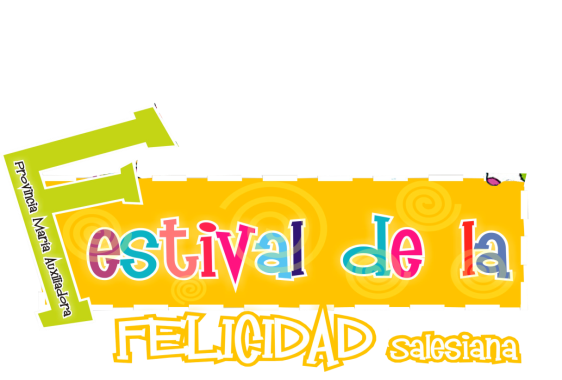 Provincia María Auxiliadora
Festival de la
FELICIDAD salesiana